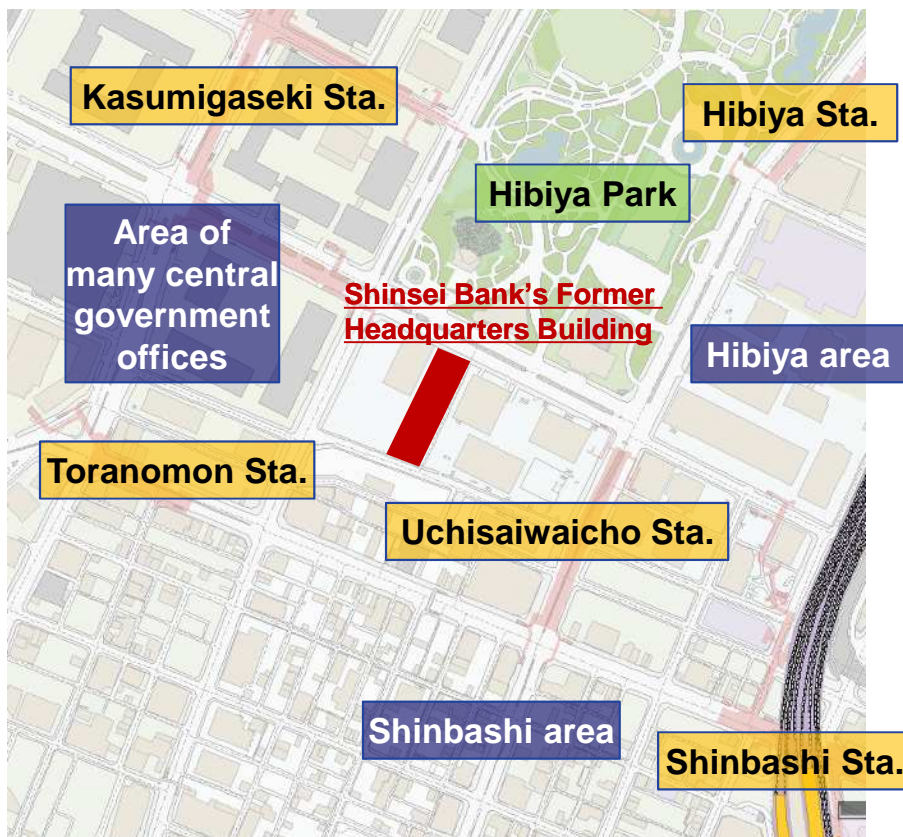 Kasumigaseki Sta.
Hibiya Sta.
Hibiya Park
Area of
many central
government
offices
Shinsei Bank's Former
Headquarters Building
Hibiya area
Toranomon Sta.
Uchisaiwaicho Sta.
Shinbashi area
Shinbashi Sta.